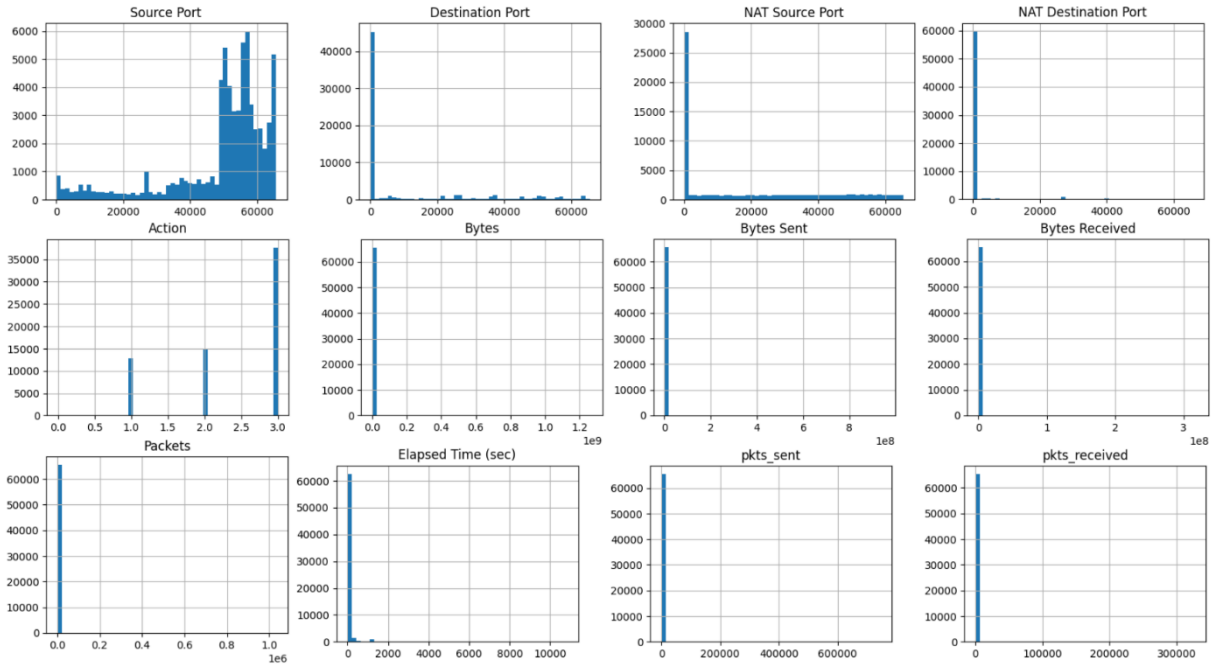 Source Port
6000
5000
4000
3000
2000
1000
0
0 20000 40000 60000
Destination Port
40000
30000
20000
10000
0
0 20000 40000 60000
NAT Source Port
30000
25000
20000
15000
10000
5000
0
0 20000 40000 60000
NAT Destination Port
60000
50000
40000
30000
20000
10000
0
0 20000 40000 60000
Action
35000
30000
25000
20000
15000
10000
5000
0
0.0 0.5 1.0 1.5 2.0 2.5 3.0
Bytes
60000
50000
40000
30000
20000
10000
0
0.0 0.2 0.4 0.6 0.8 1.0 1.2
1e9
Bytes Sent
60000
50000
40000
30000
20000
10000
0
0 2 4 6 8
1e8
Bytes Received
60000
50000
40000
30000
20000
10000
0
0 1 2 3
1e8
Packets
60000
50000
40000
30000
20000
10000
0
0.0 0.2 0.4 0.6 0.8 1.0
1e6
Elapsed Time (sec)
60000
50000
40000
30000
20000
10000
0
0 2000 4000 6000 8000 10000
pkts_sent
60000
50000
40000
30000
20000
10000
0
0 200000 400000 600000
pkts_received
60000
50000
40000
30000
20000
10000
0
0 100000 200000 300000